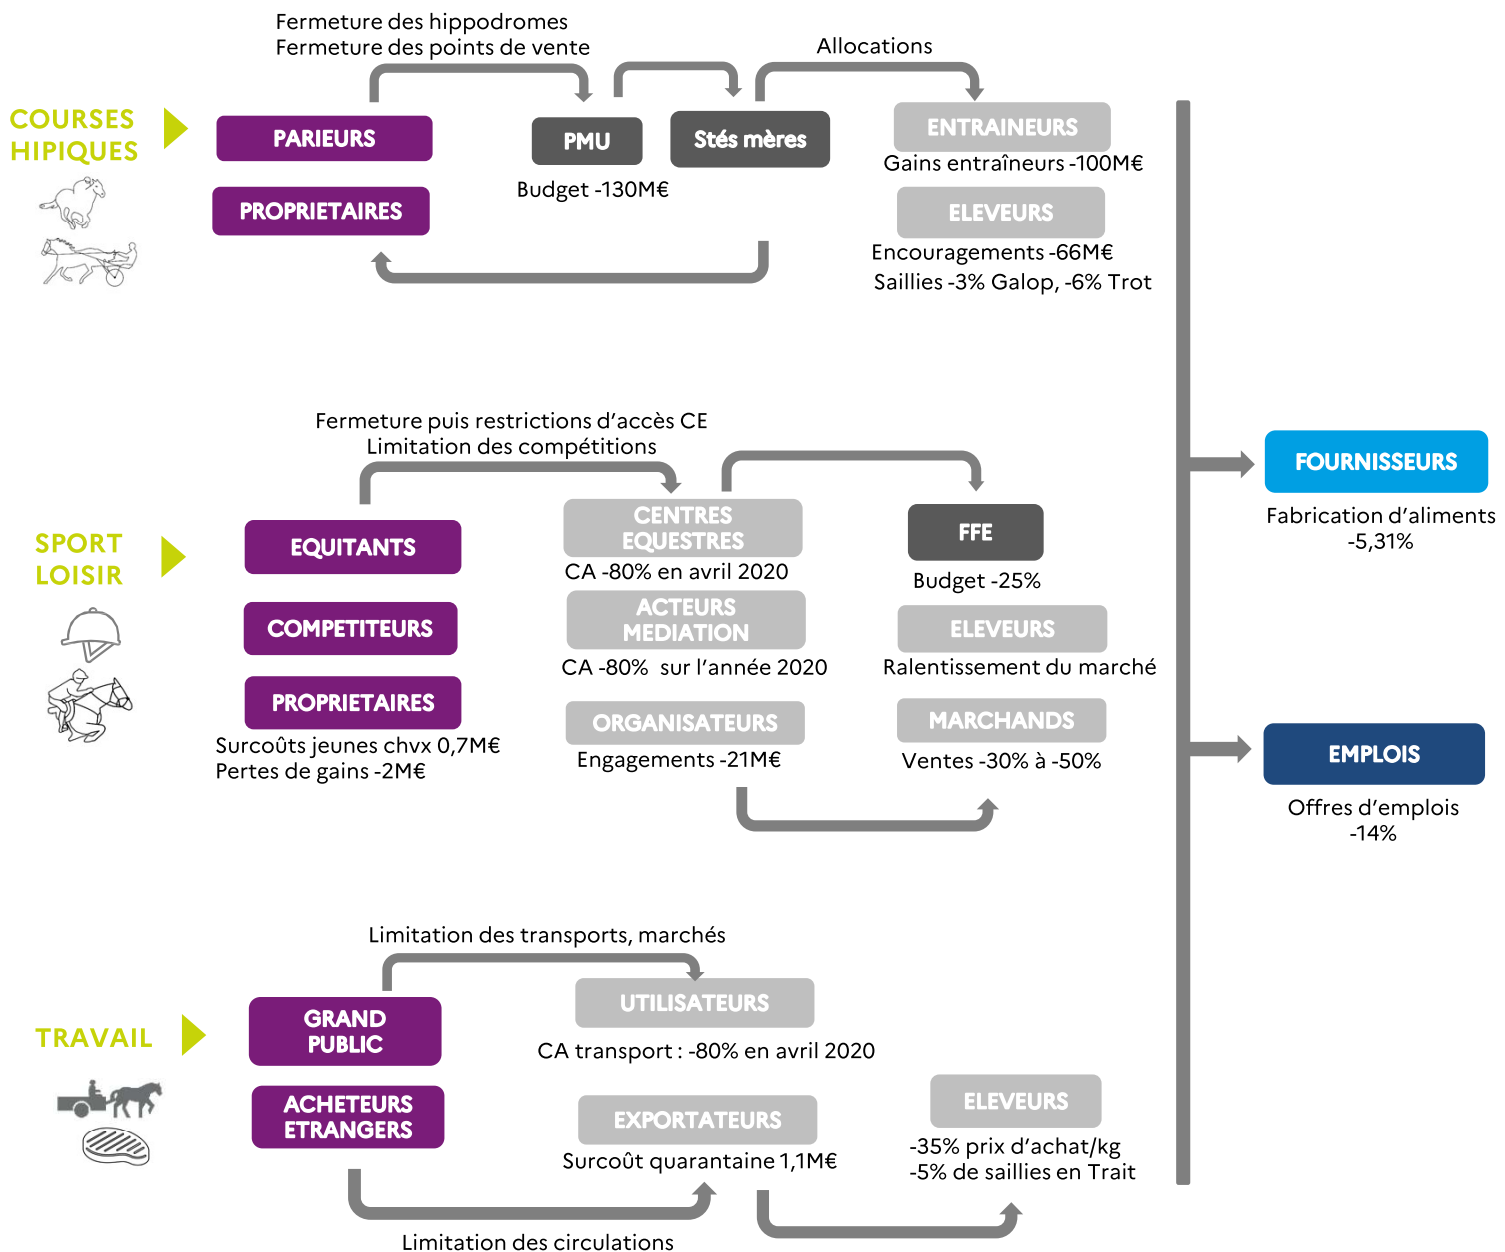 Fermeture des hippodromes
Fermeture des points de vente
Allocations
COURSES
HIPIQUES
PARIEURS
PMU
Stés mères
ENTRAINEURS
Gains entraîneurs -100M€
Budget -130M€
PROPRIETAIRES
ELEVEURS
Encouragements -66M€
Saillies -3% Galop, -6% Trot
Fermeture puis restrictions d’accès CE
Limitation des compétitions
SPORT
LOISIR
EQUITANTS
CENTRES
EQUESTRES
CA -80% en avril 2020
FFE
Budget -25%
COMPETITEURS
ACTEURS
MEDIATION
CA -80%  sur l’année 2020
ELEVEURS
Ralentissement du marché
PROPRIETAIRES
Surcoûts jeunes chvx 0,7M€
Pertes de gains -2M€
ORGANISATEURS
Engagements -21M€
MARCHANDS
Ventes -30% à -50%
FOURNISSEURS
Fabrication d’aliments
-5,31%
EMPLOIS
Offres d’emplois
-14%
Limitation des transports, marchés
TRAVAIL
GRAND
PUBLIC
UTILISATEURS
CA transport : -80% en avril 2020
ACHETEURS
ETRANGERS
EXPORTATEURS
Surcoût quarantaine 1,1M€
ELEVEURS
-35% prix d’achat/kg
-5% de saillies en Trait
Limitation des circulations